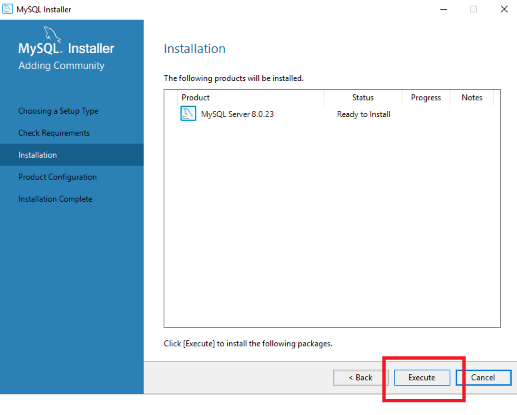 MySQL Installer
MySQL. Installer
Adding Community
Choosing a Setup Type
Check Requirements
Installation
Product Configuration
Installation Complete
Installation
The following products will be installed.
Product Status Progress Notes
MySQL Server 8.0.23 Ready to Install
Click [Execute] to install the following packages.
< Back Execute Cancel